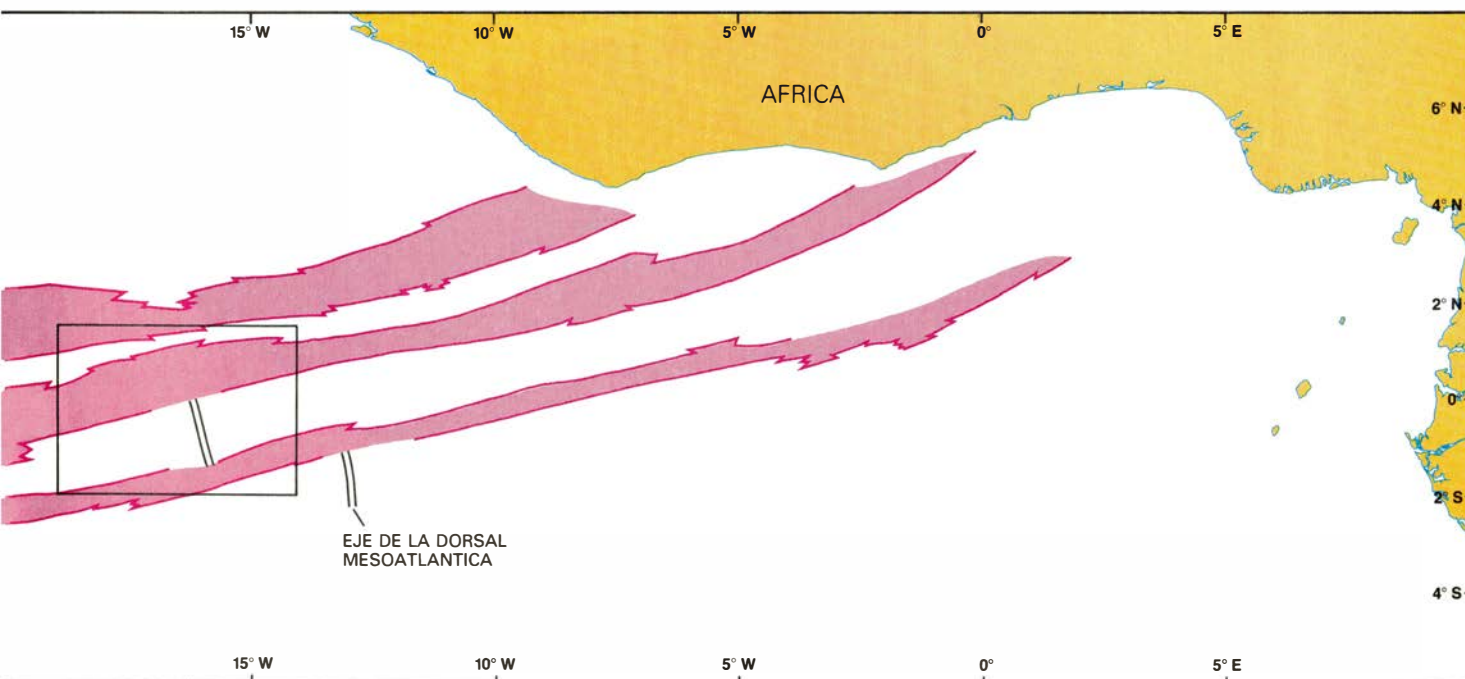 15° W
10° W
5° W
0°
5° E
AFRICA
6° N
4° N
2° N
0°
2° S
EJE DE LA DORSAL
MESOATLANTICA
4° S
15° W
10° W
5° W
0°
5° E